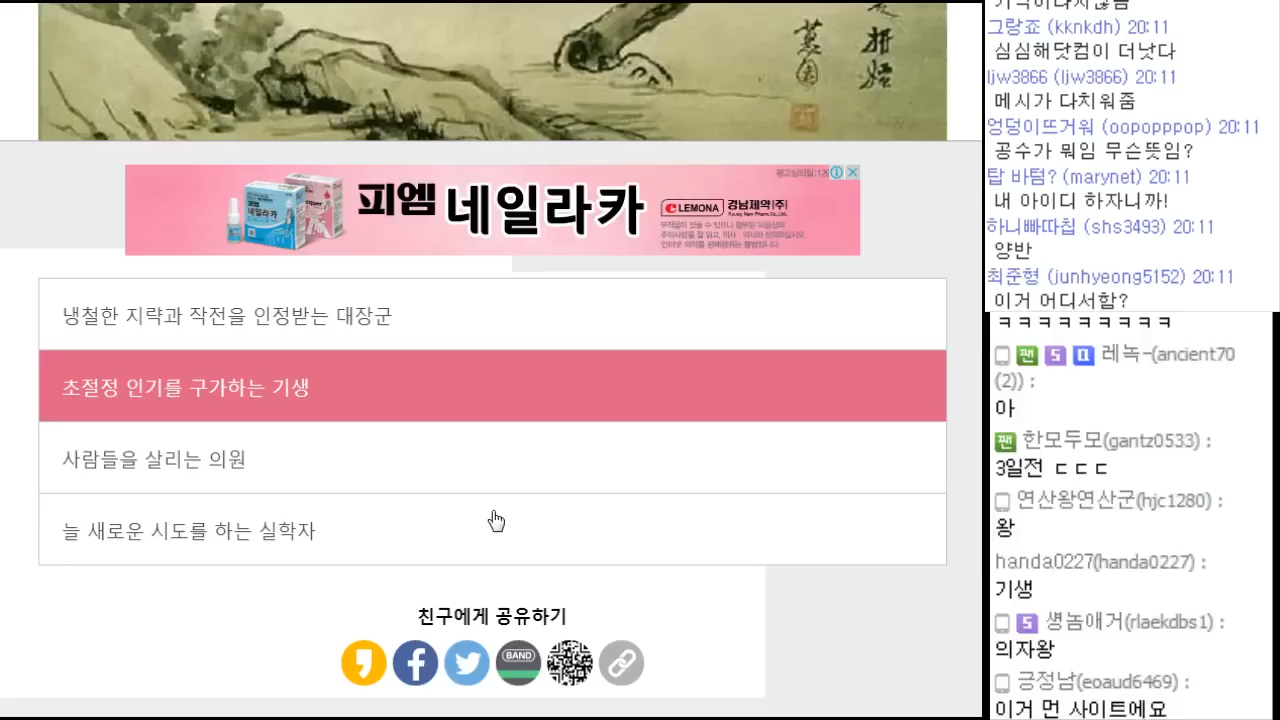 피엠 네일라카
LEMONA 경남제약(주)
냉철한 지략과 작전을 인정받는 대장군
초절정 인기를 구가하는 기생
사람들을 살리는 의원
늘 새로운 시도를 하는 실학자
친구에게 공유하기
BAND
그랑죠 (kknkdh) 20:11
심심해닷컴이 더낫다
ljw3866 (ljw3866) 20:11
메시가 다치워줌
엉덩이뜨거워 (oopopppop) 20:11
공수가 뭐임 무슨뜻임?
탑 바텀? (marynet) 20:11
내 아이디 하자니까!
하니빠따칩 (shs3493) 20:11
양반
최준형 (junhyeong5152) 20:11
이거 어디서함?
ㅋㅋㅋㅋㅋㅋㅋㅋㅋ
팬 5 레녹-(ancient70
(2)) :
아
팬 한모두모(gantz0533) :
3일전 ㄷㄷㄷ
연산왕연산군(hjc1280) :
왕
handa0227(handa0227) :
기생
5 솅놈애거(rlaekdbs1) :
의자왕
긍정남(eoaud6469) :
이거 먼 사이트에요